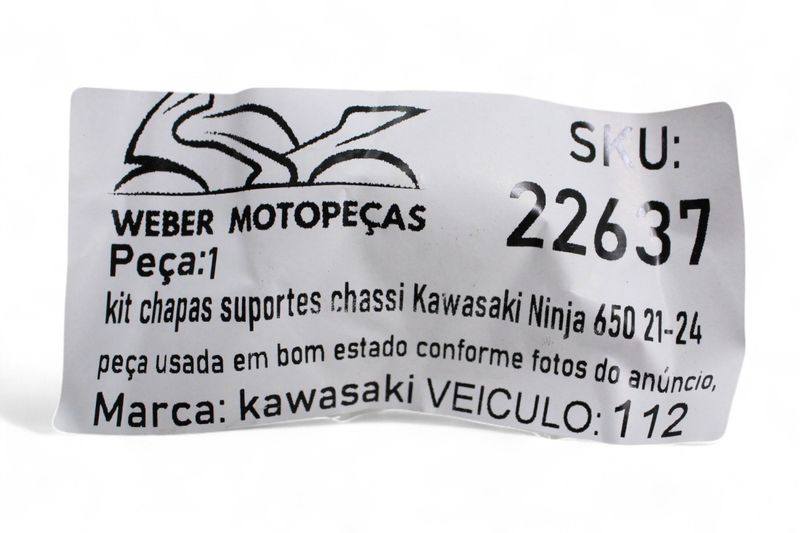 SKU:
22637
WEBER MOTOPEÇAS
Peça:1
kit chapas suportes chassi Kawasaki Ninja 650 21-24
peça usada em bom estado conforme fotos do anúncio,
Marca: kawasaki VEICULO: 112